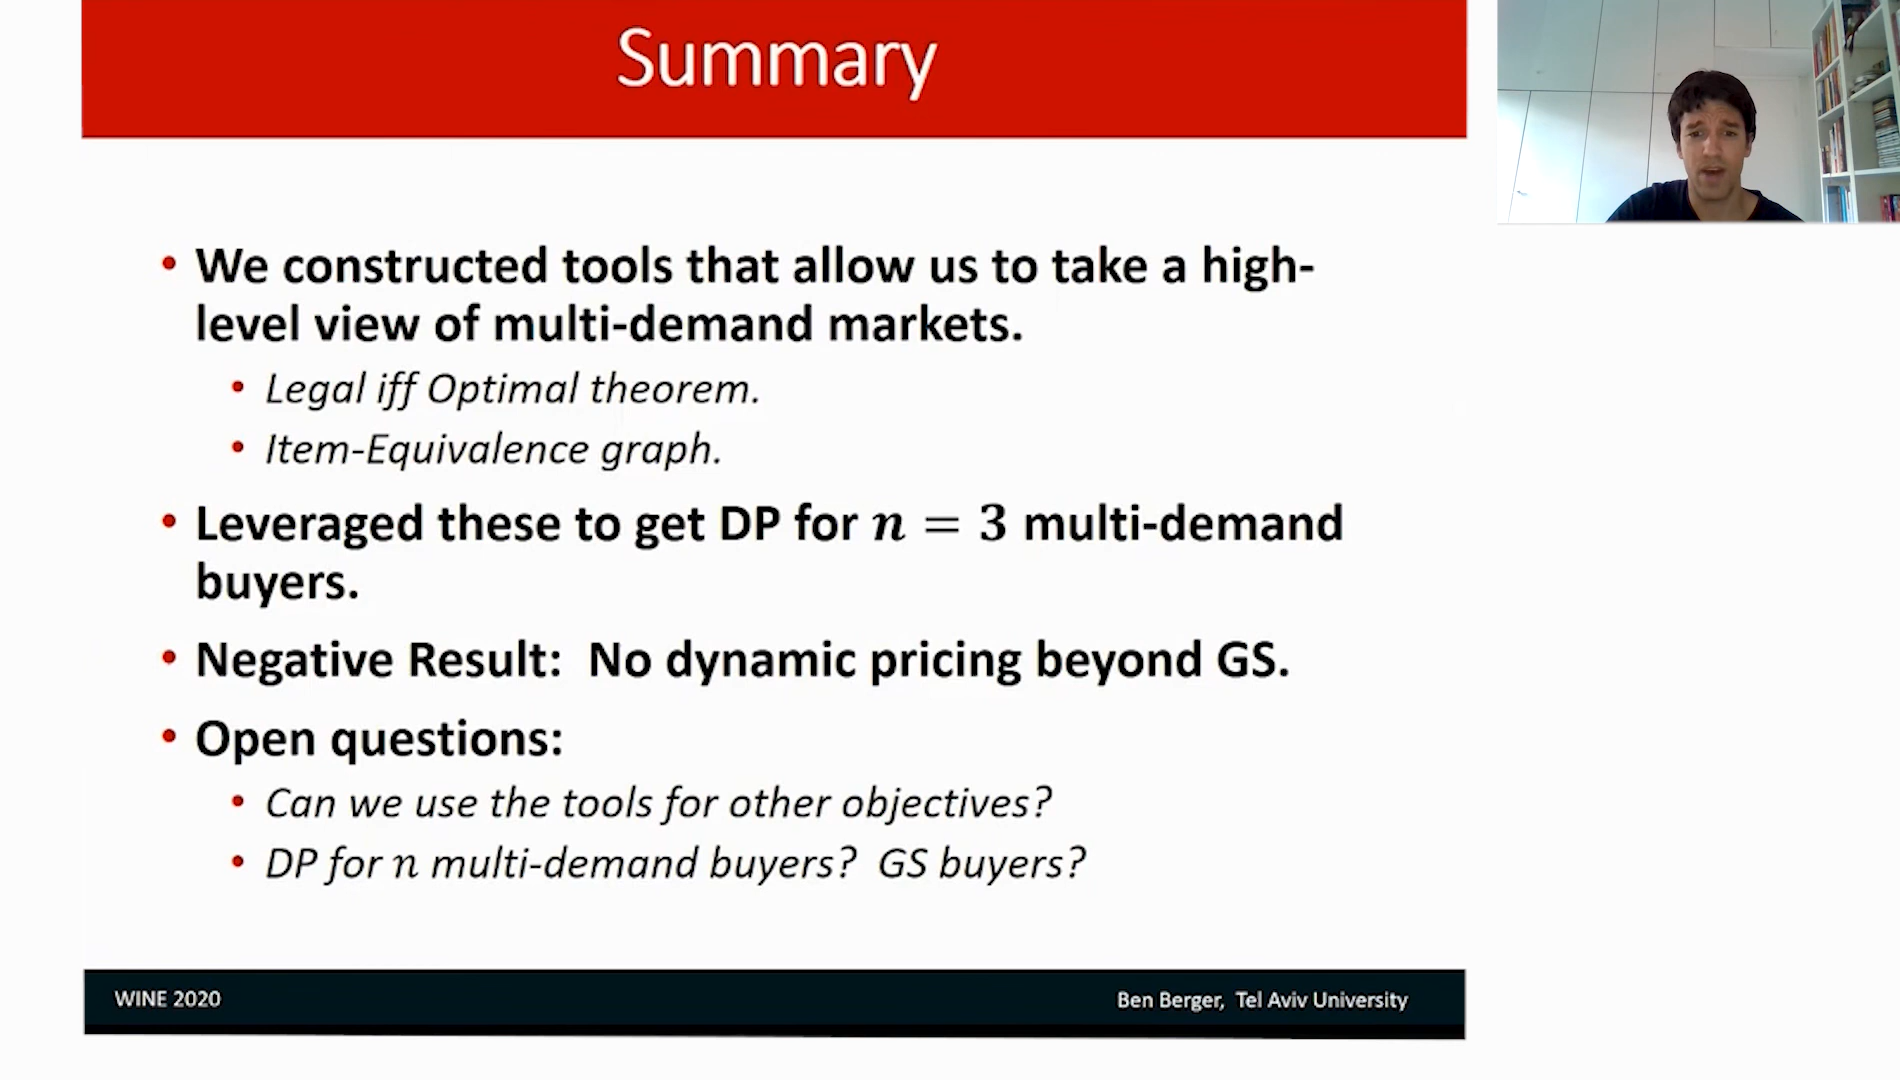 Summary
• We constructed tools that allow us to take a high-
level view of multi-demand markets.
• Legal iff Optimal theorem.
• Item-Equivalence graph.
• Leveraged these to get DP for n = 3 multi-demand
buyers.
• Negative Result:  No dynamic pricing beyond GS.
• Open questions:
• Can we use the tools for other objectives?
• DP for n multi-demand buyers?  GS buyers?
WINE 2020
Ben Berger,  Tel Aviv University